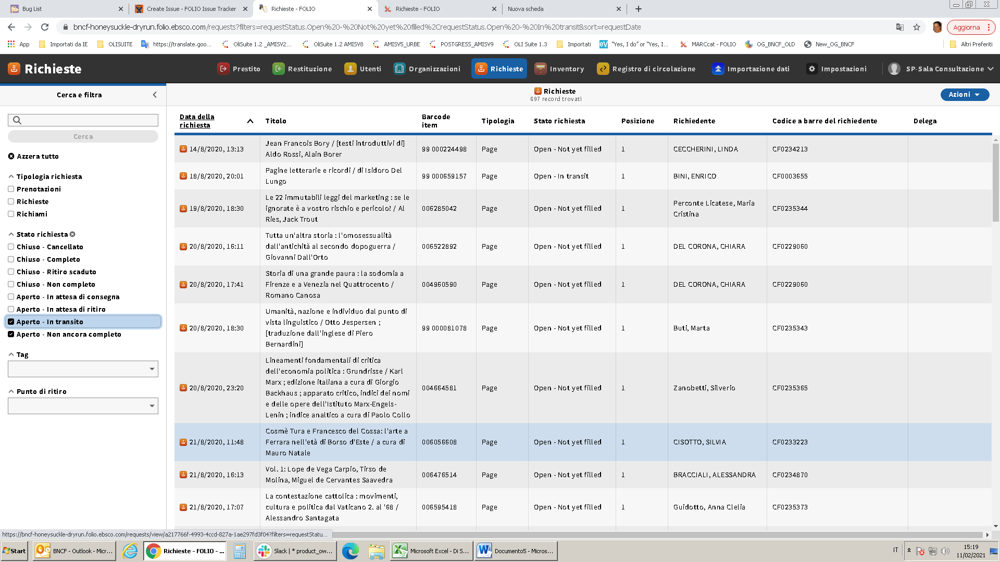 Bug List
Create Issue - FOLIO Issue Tracker
Richieste - FOLIO
Richieste - FOLIO
Nuova scheda
bncf-honeysuckle-dryrun.folio.ebsco.com/requests?filters=requestStatus.Open%20-%20Not%20yet%20filled%2CrequestStatus.Open%20-%20In%20transit&sort=requestDate
Aggiorna
App
Importati da IE
OLISUITE
https://translate.goo...
OliSuite 1.2 _AMISV2...
OliSuite 1.2 AMISV8
AMISV5_URBE
POSTGRESS_AMISV9
OLI Suite 1.3
Importati
"Yes, I do" or "Yes, I...
MARCcat - FOLIO
OG_BNCF_OLD
New_OG_BNCF
Altri Preferiti
Richieste
Prestito
Restituzione
Utenti
Organizzazioni
Richieste
Inventory
Registro di circolazione
Importazione dati
Impostazioni
SP-Sala Consultazione
Cerca e filtra
Cerca
Azzera tutto
Tipologia richiesta
Prenotazioni
Richieste
Richiami
Stato richiesta
Chiuso - Cancellato
Chiuso - Completo
Chiuso - Ritiro scaduto
Chiuso - Non completo
Aperto - In attesa di consegna
Aperto - In attesa di ritiro
Aperto - In transito
Aperto - Non ancora completo
Tag
Punto di ritiro
Richieste
697 record trovati
Azioni
Data della
richiesta
Titolo
Barcode
item
Tipologia
Stato richiesta
Posizione
Richiedente
Codice a barre del richiedente
Delega
14/8/2020, 13:13
Jean Francois Bory / [testi introduttivi di]
Aldo Rossi, Alain Borer
99 000224498
Page
Open - Not yet filled
1
CECCHERINI, LINDA
CF0234213
18/8/2020, 20:01
Pagine letterarie e ricordi / di Isidoro Del
Lungo
99 000659157
Page
Open - In transit
1
BINI, ENRICO
CF0003655
19/8/2020, 18:30
Le 22 immutabili leggi del marketing : se le
ignorate è a vostro rischio e pericolo! / Al
Ries, Jack Trout
006285042
Page
Open - Not yet filled
1
Perconte Licatese, Maria
Cristina
CF0235344
20/8/2020, 16:11
Tutta un'altra storia : l'omosessualità
dall'antichità al secondo dopoguerra /
Giovanni Dall'Orto
006522892
Page
Open - Not yet filled
1
DEL CORONA, CHIARA
CF0229060
20/8/2020, 17:41
Storia di una grande paura : la sodomia a
Firenze e a Venezia nel Quattrocento /
Romano Canosa
004960590
Page
Open - Not yet filled
1
DEL CORONA, CHIARA
CF0229060
20/8/2020, 18:30
Umanità, nazione e individuo dal punto di
vista linguistico / Otto Jespersen ;
[traduzione dall'inglese di Piero
Bernardini]
99 000081078
Page
Open - Not yet filled
1
Buti, Marta
CF0235343
20/8/2020, 23:20
Lineamenti fondamentali di critica
dell'economia politica : Grundrisse / Karl
Marx ; edizione italiana a cura di Giorgio
Backhaus ; apparato critico, indici dei nomi
e delle opere dell'Istituto Marx-Engels-
Lenin ; indice analtico a cura di Paolo Collo
004664581
Page
Open - Not yet filled
1
Zanobetti, Silverio
CF0235365
21/8/2020, 11:48
Cosmè Tura e Francesco del Cossa: l'arte a
Ferrara nell'età di Borso d'Este / a cura di
Mauro Natale
006056608
Page
Open - Not yet filled
1
CISOTTO, SILVIA
CF0233223
21/8/2020, 16:13
Vol. 1: Lope de Vega Carpio, Tirso de
Molina, Miguel de Cervantes Saavedra
006476514
Page
Open - Not yet filled
1
BRACCIALI, ALESSANDRA
CF0234870
21/8/2020, 17:07
La contestazione cattolica : movimenti,
cultura e politica dal Vaticano 2. al '68 /
Alessandro Santagata
006595418
Page
Open - Not yet filled
1
Guidotto, Anna Clelia
CF0235373
https://bncf-honeysuckle-dryrun.folio.ebsco.com/requests/view/a217766f-4993-4ccd-827a-1ae297fd3f04?filters=requestStatu...
Start
BNCF - Outlook - Micr...
Richieste - FOLIO - ...
Slack | * product_ow...
Microsoft Excel - Di S...
Documento5 - Micros...
IT
15:19
11/02/2021